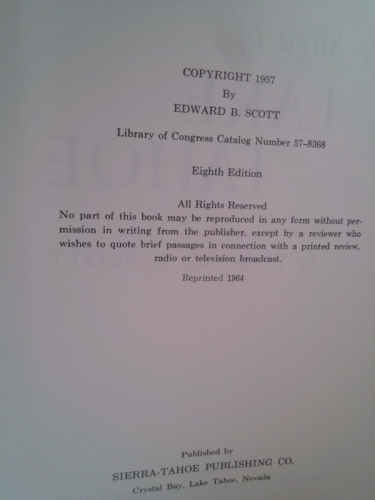 COPYRIGHT 1957
By
EDWARD B. SCOTT
Library of Congress Catalog Number 57-8368
Eighth Edition
All Rights Reserved
No part of this book may be reproduced in any form without per-
mission in writing from the publisher, except by a reviewer who
wishes to quote brief passages in connection with a printed review,
radio or television broadcast.
Reprinted 1964
Published by
SIERRA-TAHOE PUBLISHING CO.
Crystal Bay, Lake Tahoe, Nevada